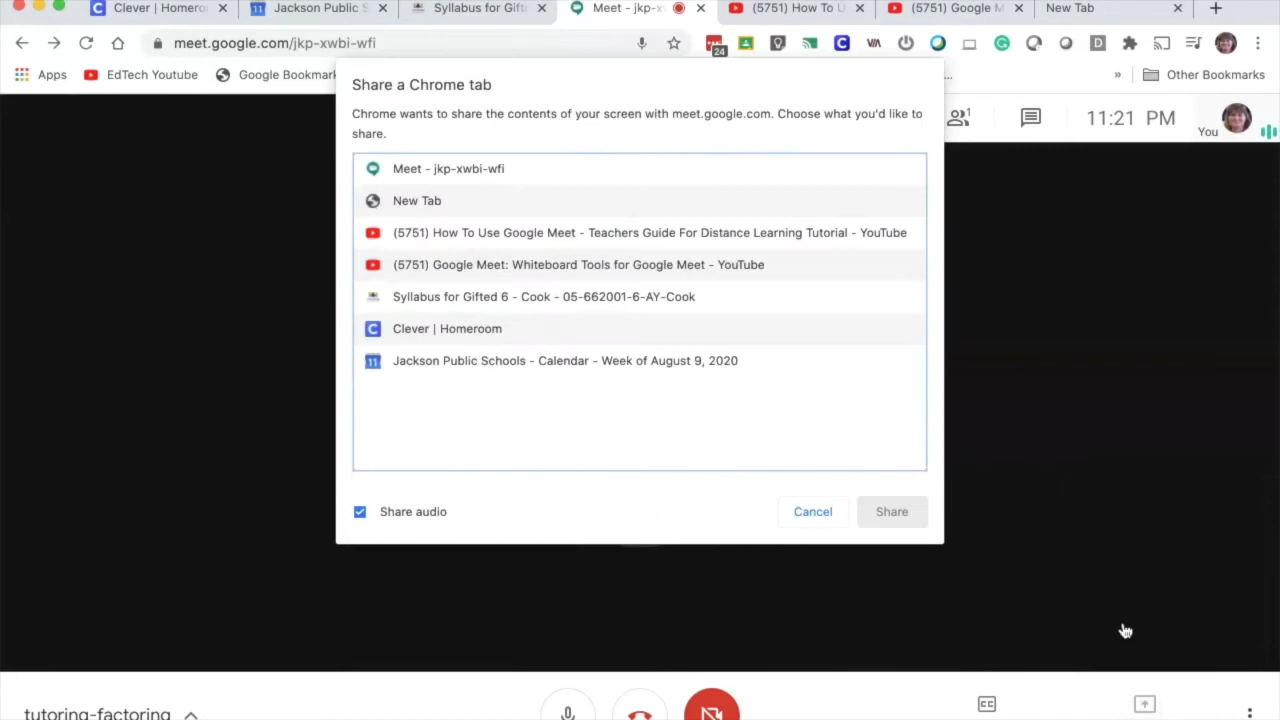 Clever | Homero
Jackson Public S
Syllabus for Gift
Meet - jkp-x
(5751) How To U
(5751) Google M
New Tab
meet.google.com/jkp-xwbi-wfi
24
VIA
D
Apps
EdTech Youtube
Google Bookmark
...
»
Other Bookmarks
Share a Chrome tab
Chrome wants to share the contents of your screen with meet.google.com. Choose what you'd like to
share.
Meet - jkp-xwbi-wfi
New Tab
(5751) How To Use Google Meet - Teachers Guide For Distance Learning Tutorial - YouTube
(5751) Google Meet: Whiteboard Tools for Google Meet - YouTube
Syllabus for Gifted 6 - Cook - 05-662001-6-AY-Cook
C Clever | Homeroom
11 Jackson Public Schools - Calendar - Week of August 9, 2020
Share audio
Cancel
Share
1
11:21 PM
You
tutoring-factoring
CC